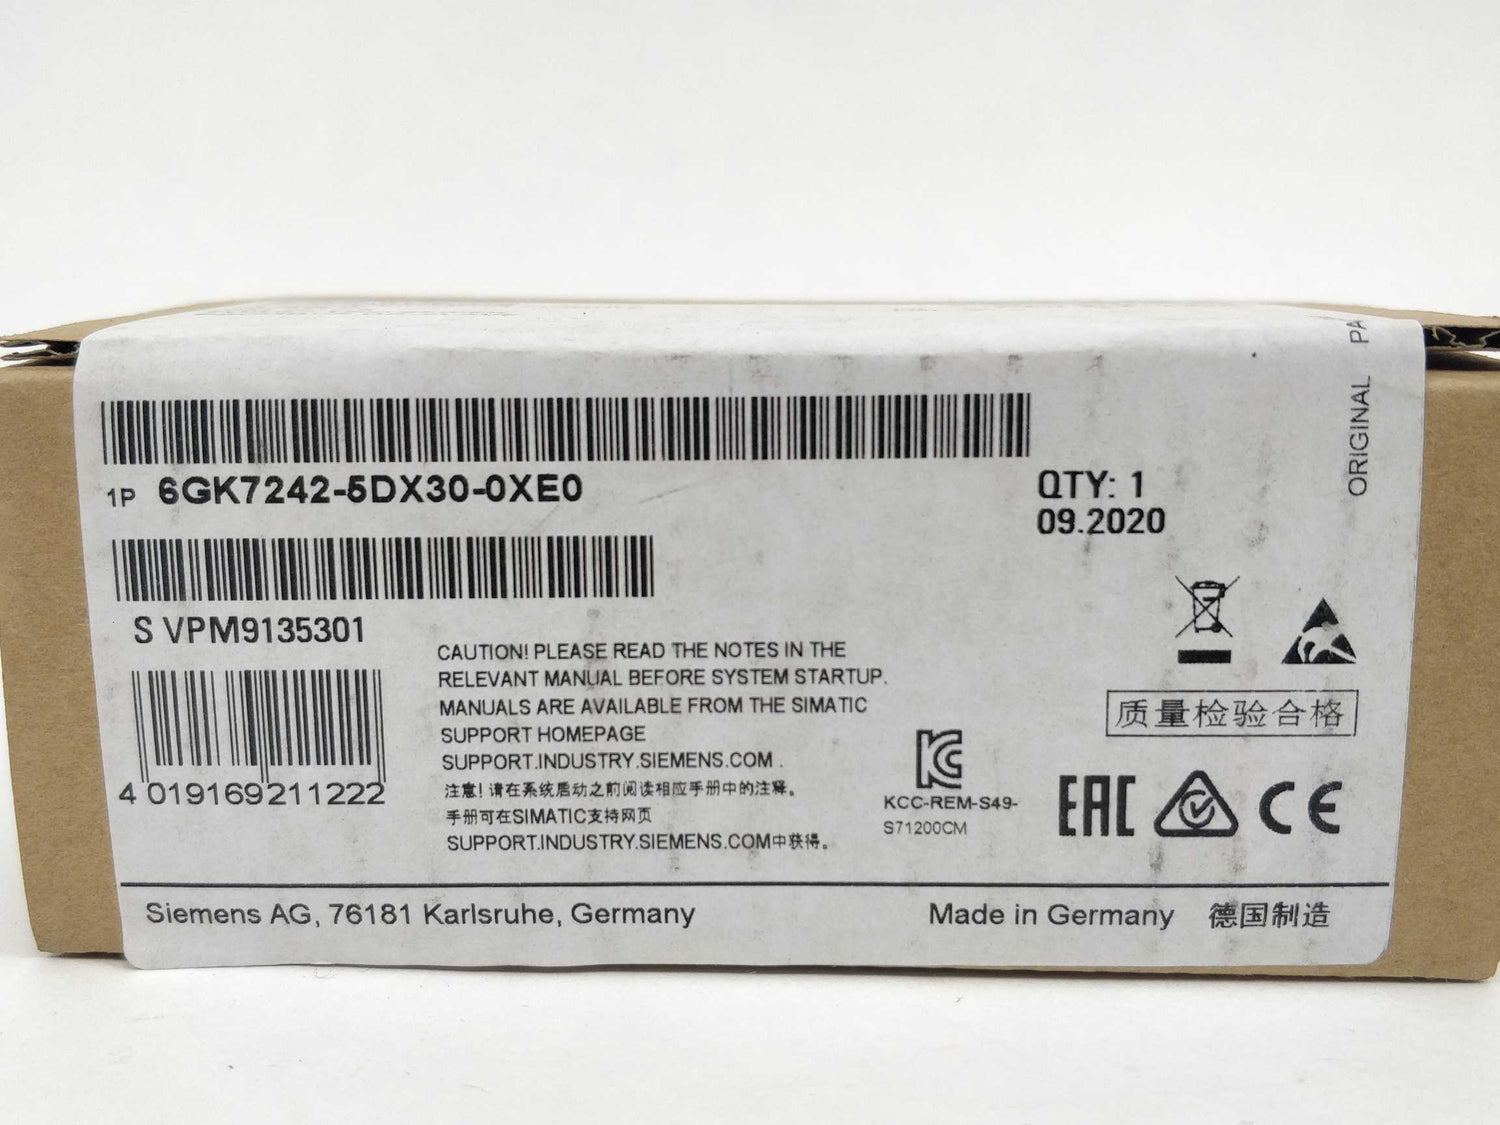 ORIGINAL PA
1P 6GK7242-5DX30-0XE0
QTY: 1
09.2020
S VPM9135301
4 019169 211222
CAUTION! PLEASE READ THE NOTES IN THE
RELEVANT MANUAL BEFORE SYSTEM STARTUP.
MANUALS ARE AVAILABLE FROM THE SIMATIC
SUPPORT HOMEPAGE
SUPPORT.INDUSTRY.SIEMENS.COM .
注意! 请在系统启动之前阅读相应手册中的注释。
手册可在SIMATIC支持网页
SUPPORT.INDUSTRY.SIEMENS.COM中获得。
KCC-REM-S49-
S71200CM
质量检验合格
EAC
CE
Siemens AG, 76181 Karlsruhe, Germany
Made in Germany 德国制造